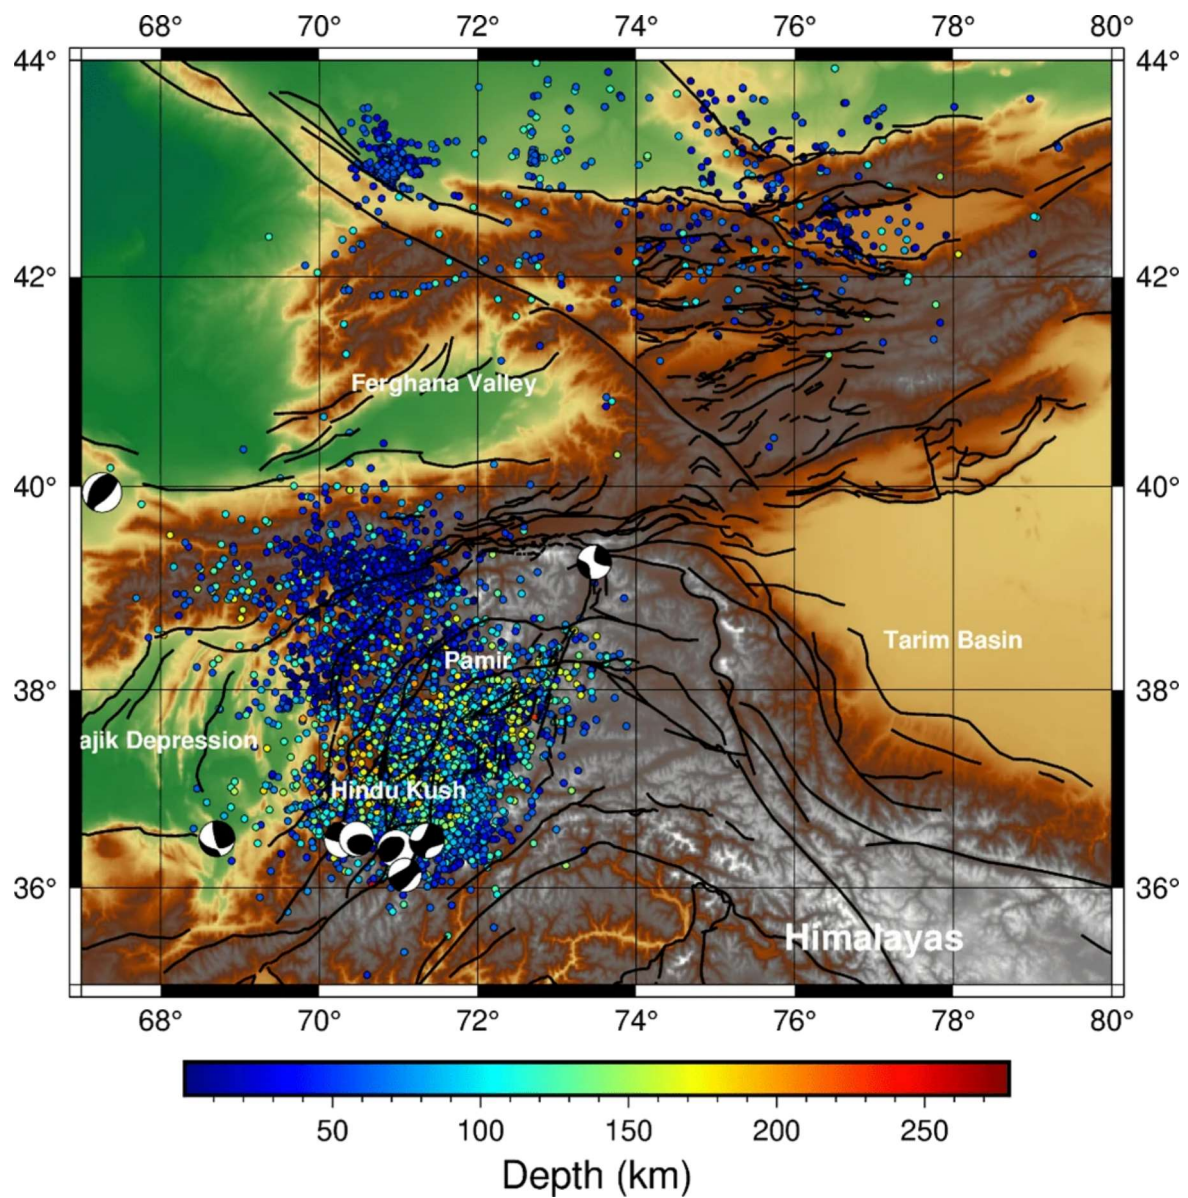 68° 70° 72° 74° 76° 78° 80°
44° 44°
42° 42°
Ferghana Valley
40° 40°
Tarim Basin
Pamir
38° 38°
ajik Depression
Hindu Kush
36° 36°
Himalayas
68° 70° 72° 74° 76° 78° 80°
50 100 150 200 250
Depth (km)